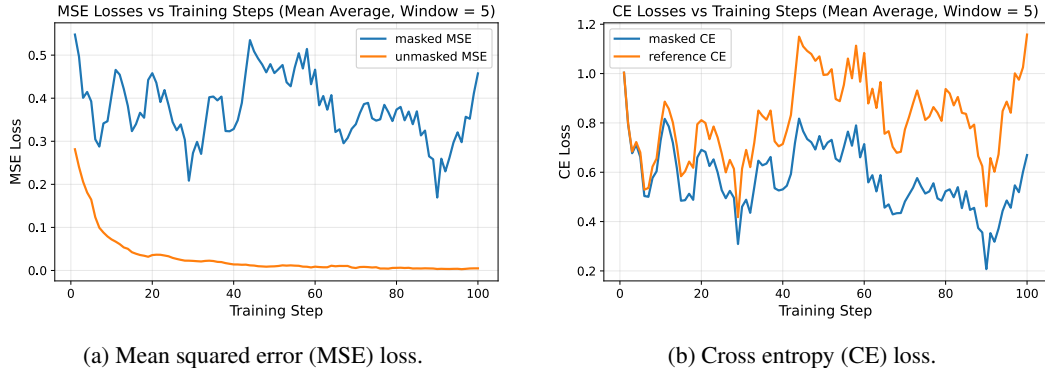 MSE Losses vs Training Steps (Mean Average, Window = 5)
masked MSE
unmasked MSE
MSE Loss
0.5
0.4
0.3
0.2
0.1
0.0
0
20
40
60
80
100
Training Step
(a) Mean squared error (MSE) loss.
CE Losses vs Training Steps (Mean Average, Window = 5)
masked CE
reference CE
CE Loss
1.2
1.0
0.8
0.6
0.4
0.2
0
20
40
60
80
100
Training Step
(b) Cross entropy (CE) loss.